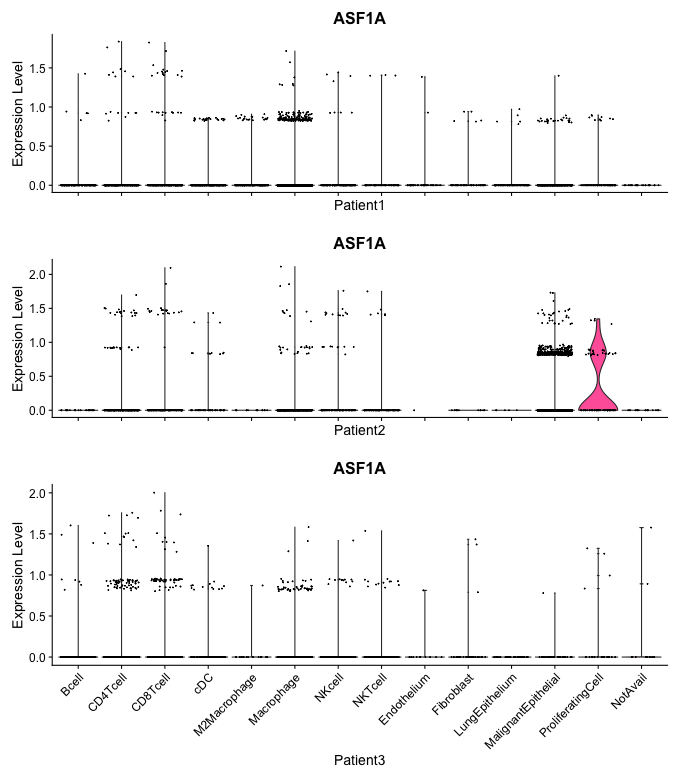 ASF1A
Expression Level
1.5
1.0
0.5
0.0
Patient1
ASF1A
Expression Level
2.0
1.5
1.0
0.5
0.0
Patient2
ASF1A
Expression Level
2.0
1.5
1.0
0.5
0.0
Bcell
CD4Tcell
CD8Tcell
cDC
M2Macrophage
Macrophage
NKcell
NKTcell
Endothelium
Fibroblast
LungEpithelium
MalignantEpithelial
ProliferatingCell
NotAvail
Patient3